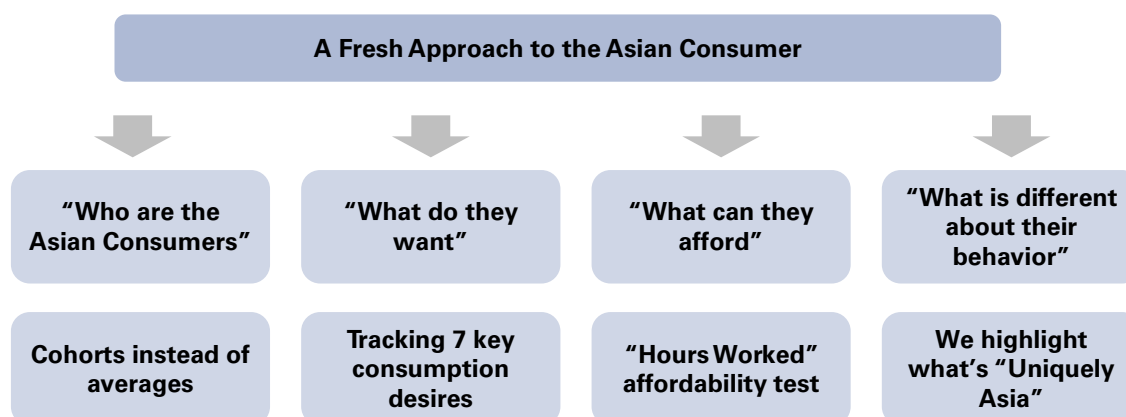 A Fresh Approach to the Asian Consumer
“Who are the
Asian Consumers”
“What do they
want”
“What can they
afford”
“What is different
about their
behavior”
Cohorts instead of
averages
Tracking 7 key
consumption
desires
“Hours Worked”
affordability test
We highlight
what’s “Uniquely
Asia”